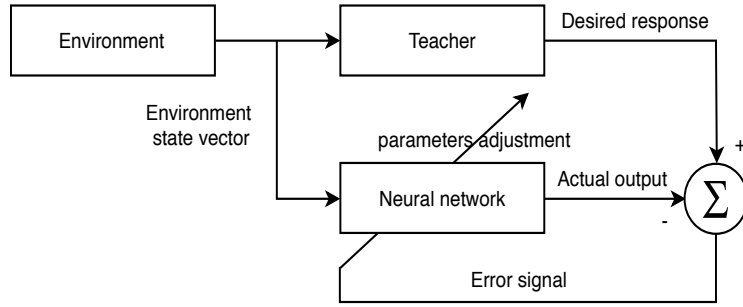 Environment
Teacher
Desired response
Environment
state vector
parameters adjustment
+
Neural network
Actual output
Σ
-
Error signal